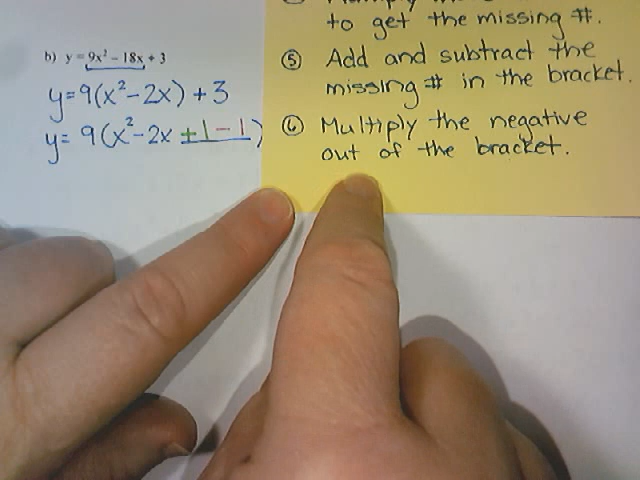 b) y = 9x² – 18x + 3
y=9(x²-2x)+3
y= 9(x²-2x +1-1)
to get the missing #.
⑤ Add and subtract the
missing # in the bracket.
⑥ Multiply the negative
out of the bracket.